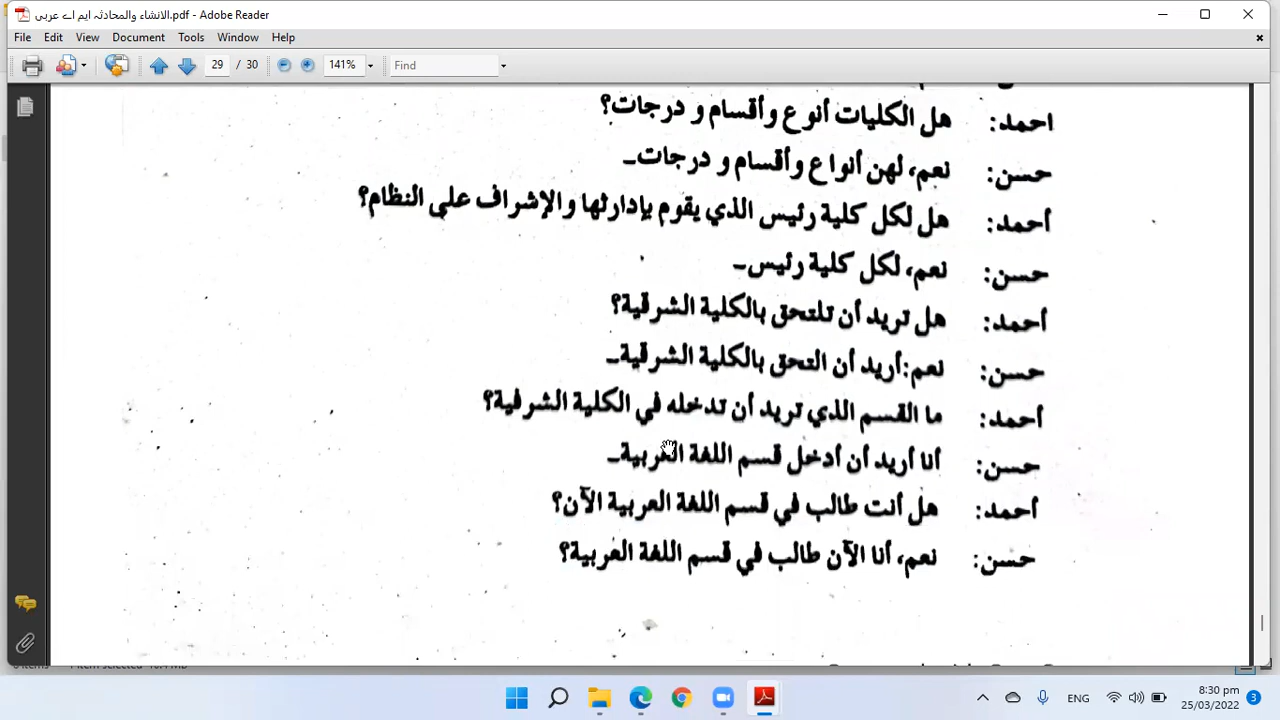 الانشاء والمحادثہ ایم اے عربی.pdf - Adobe Reader
File Edit View Document Tools Window Help
29 / 30 141% Find
احمد: هل الكليات أنوع وأقسام و درجات؟
حسن: نعم، لهن أنواع وأقسام و درجات۔
أحمد: هل لكل كلية رئيس الذي يقوم بإدارتها والإشراف على النظام؟
حسن: نعم، لكل كلية رئيس۔
أحمد: هل تريد أن تلتحق بالكلية الشرقية؟
حسن: نعم:أريد أن التحق بالكلية الشرقية۔
أحمد: ما القسم الذي تريد أن تدخله في الكلية الشرقية؟
حسن: أنا أريد أن أدخل قسم اللغة العربية۔
أحمد: هل أنت طالب في قسم اللغة العربية الآن؟
حسن: نعم، أنا الآن طالب في قسم اللغة العربية؟
ENG
3:30 pm
25/03/2022
3